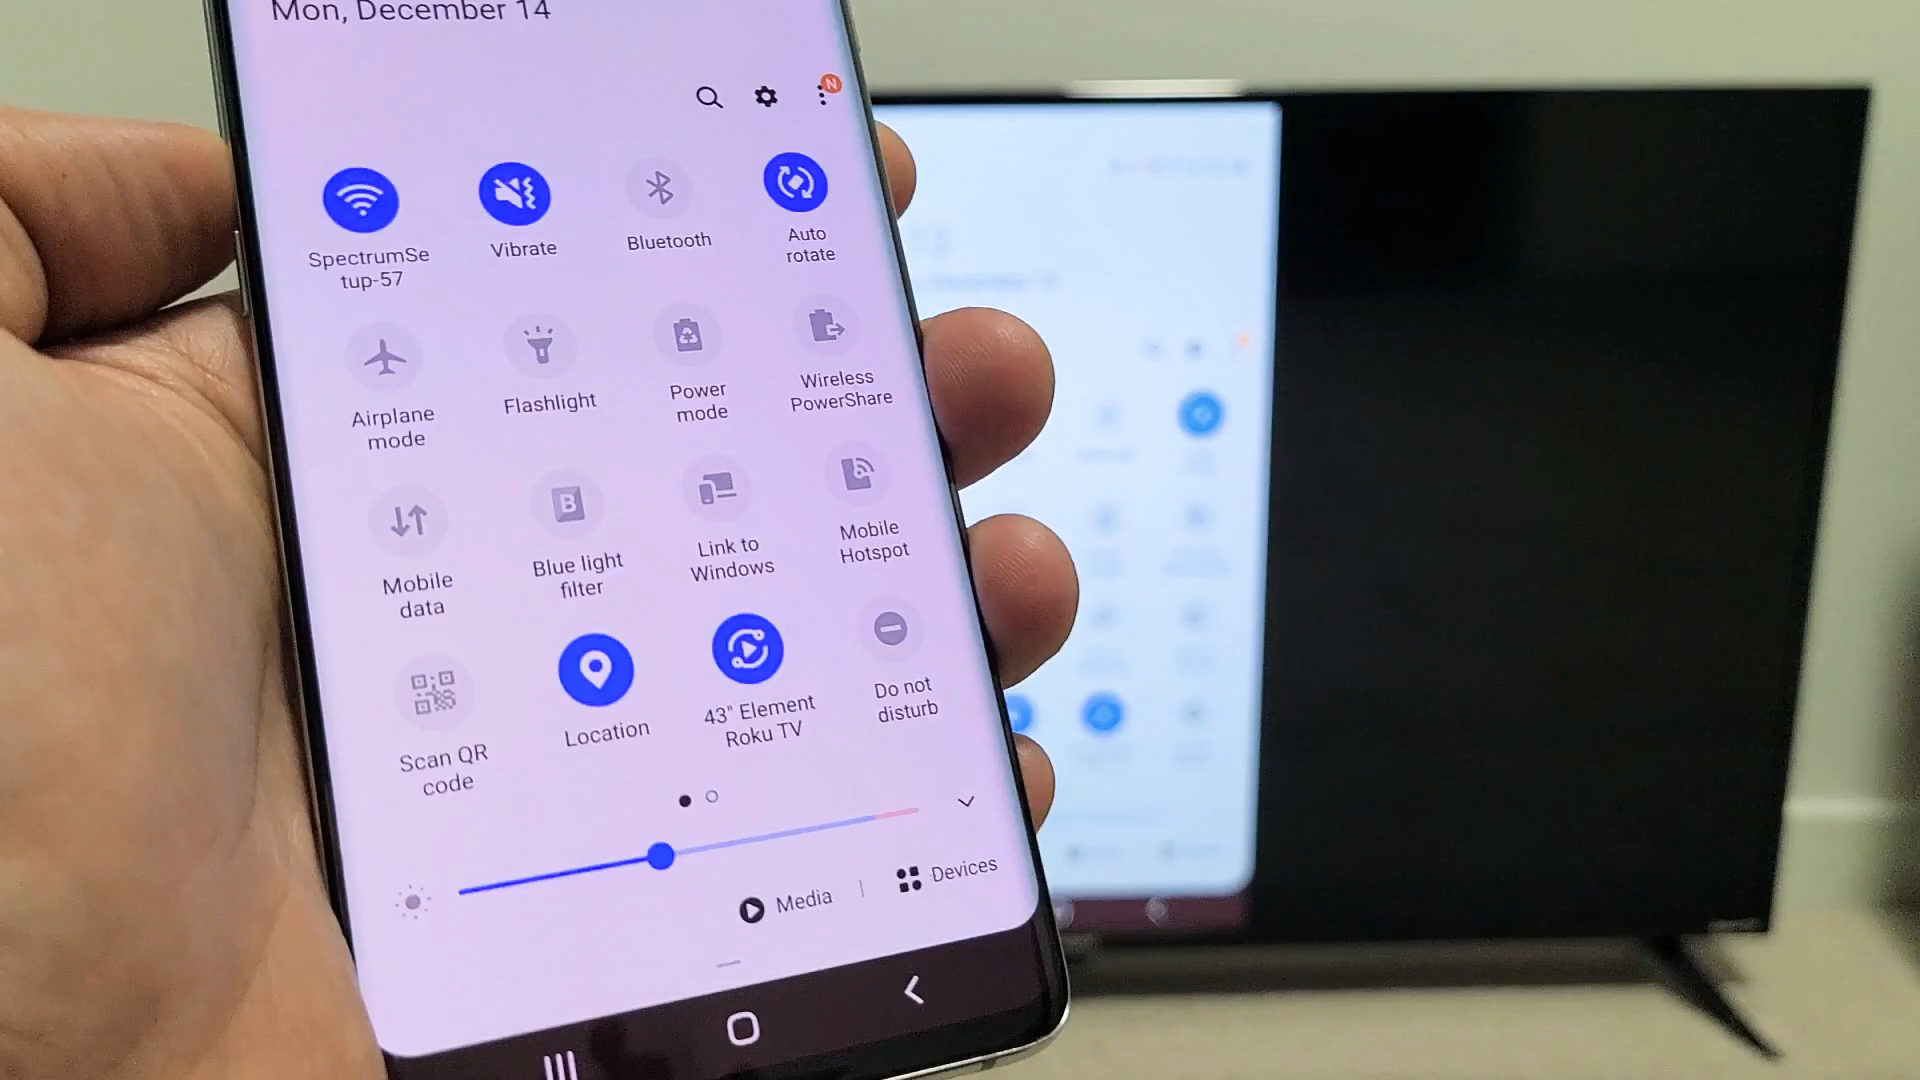 Mon, December 14
N
SpectrumSe
tup-57
Vibrate
Bluetooth
Auto
rotate
Airplane
mode
Flashlight
Power
mode
Wireless
PowerShare
Mobile
data
B
Blue light
filter
Link to
Windows
Mobile
Hotspot
Scan QR
code
Location
43" Element
Roku TV
Do not
disturb
Media
Devices